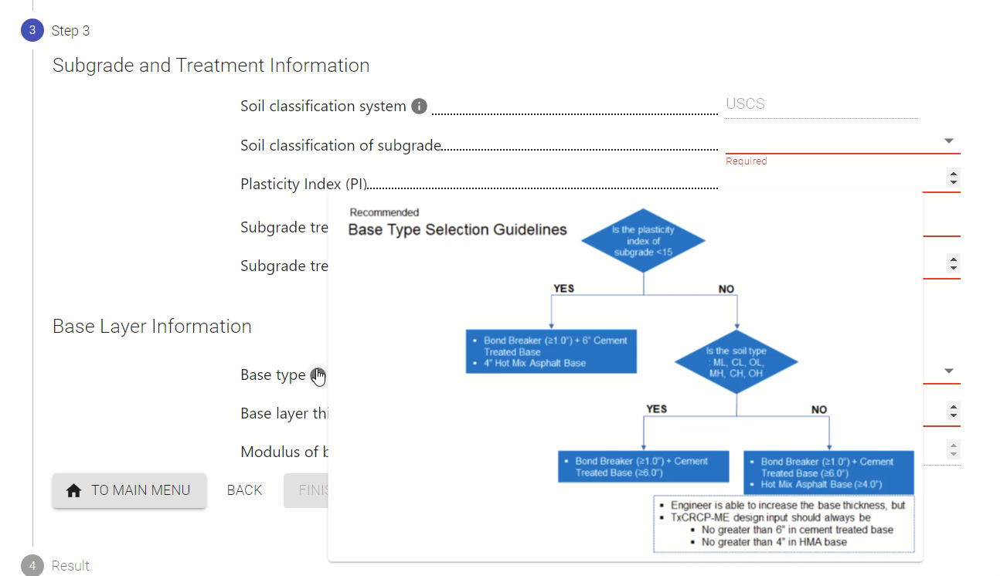 3 Step 3
Subgrade and Treatment Information
Soil classification system i
USCS
Soil classification of subgrade
Required
Plasticity Index (PI)
Subgrade tre
Subgrade tre
Base Layer Information
Base type
Base layer thi
Modulus of b
TO MAIN MENU BACK FINIS
4 Result
Recommended
Base Type Selection Guidelines
Is the plasticity
index of
subgrade <15
YES NO
▪ Bond Breaker (≥1.0") + 6" Cement
Treated Base
▪ 4" Hot Mix Asphalt Base
Is the soil type
: ML, CL, OL,
MH, CH, OH
YES NO
▪ Bond Breaker (≥1.0") + Cement
Treated Base (≥6.0")
▪ Bond Breaker (≥1.0") + Cement
Treated Base (≥6.0")
▪ Hot Mix Asphalt Base (≥4.0")
▪ Engineer is able to increase the base thickness, but
▪ TxCRCP-ME design input should always be
▪ No greater than 6" in cement treated base
▪ No greater than 4" in HMA base